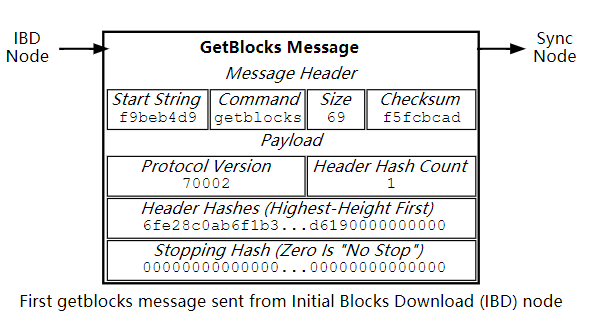 IBD
Node
Sync
Node
GetBlocks Message
Message Header
Start String Command Size Checksum
f9beb4d9 getblocks 69 f5fcbcad
Payload
Protocol Version Header Hash Count
70002 1
Header Hashes (Highest-Height First)
6fe28c0ab6f1b3...d6190000000000
Stopping Hash (Zero Is "No Stop")
00000000000000...00000000000000
First getblocks message sent from Initial Blocks Download (IBD) node